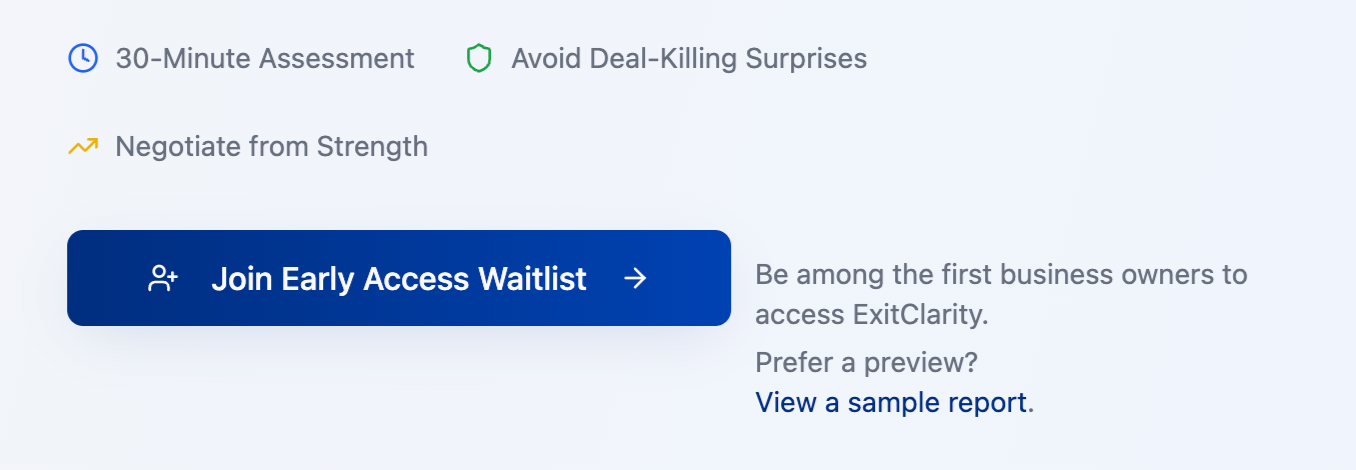 30-Minute Assessment
Avoid Deal-Killing Surprises
Negotiate from Strength
Join Early Access Waitlist
Be among the first business owners to
access ExitClarity.
Prefer a preview?
View a sample report.